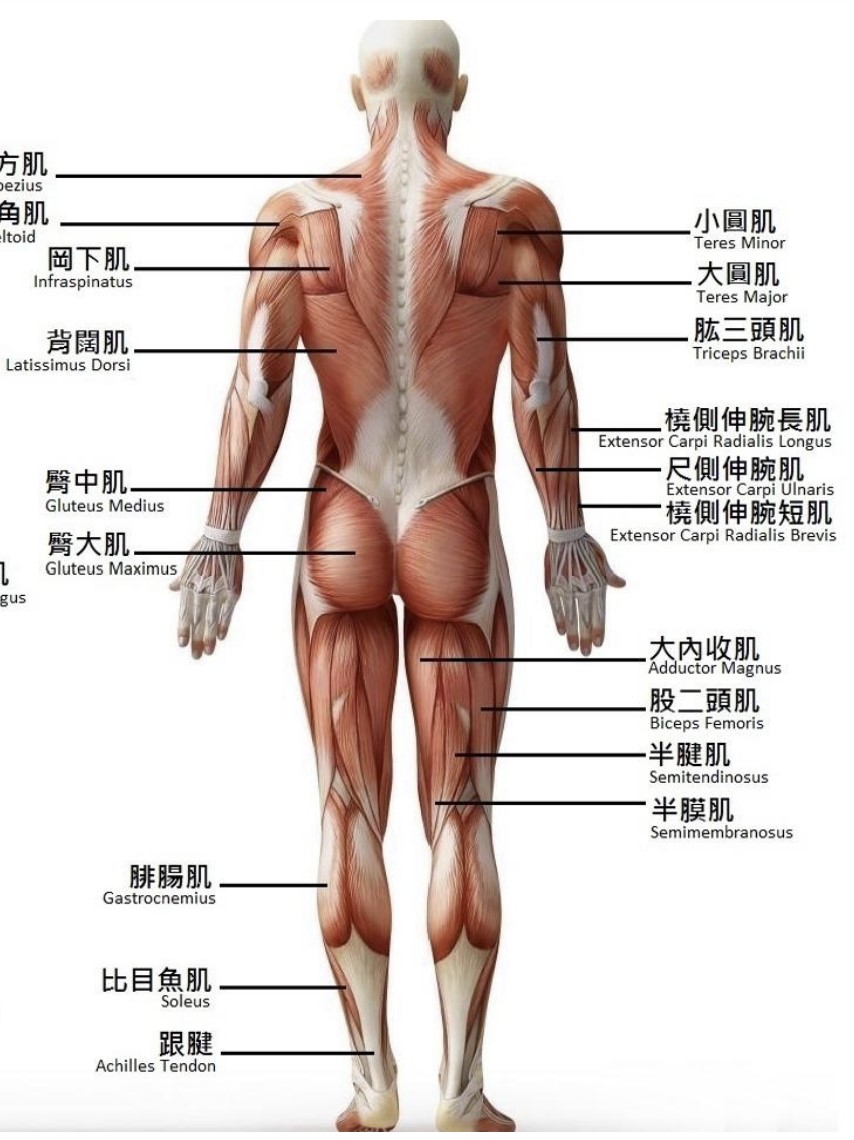 方肌
pezius
角肌
eltoid
岡下肌
Infraspinatus
背闊肌
Latissimus Dorsi
臀中肌
Gluteus Medius
臀大肌
Gluteus Maximus
gus
腓腸肌
Gastrocnemius
比目魚肌
Soleus
跟腱
Achilles Tendon
小圓肌
Teres Minor
大圓肌
Teres Major
肱三頭肌
Triceps Brachii
橈側伸腕長肌
Extensor Carpi Radialis Longus
尺側伸腕肌
Extensor Carpi Ulnaris
橈側伸腕短肌
Extensor Carpi Radialis Brevis
大內收肌
Adductor Magnus
股二頭肌
Biceps Femoris
半腱肌
Semitendinosus
半膜肌
Semimembranosus